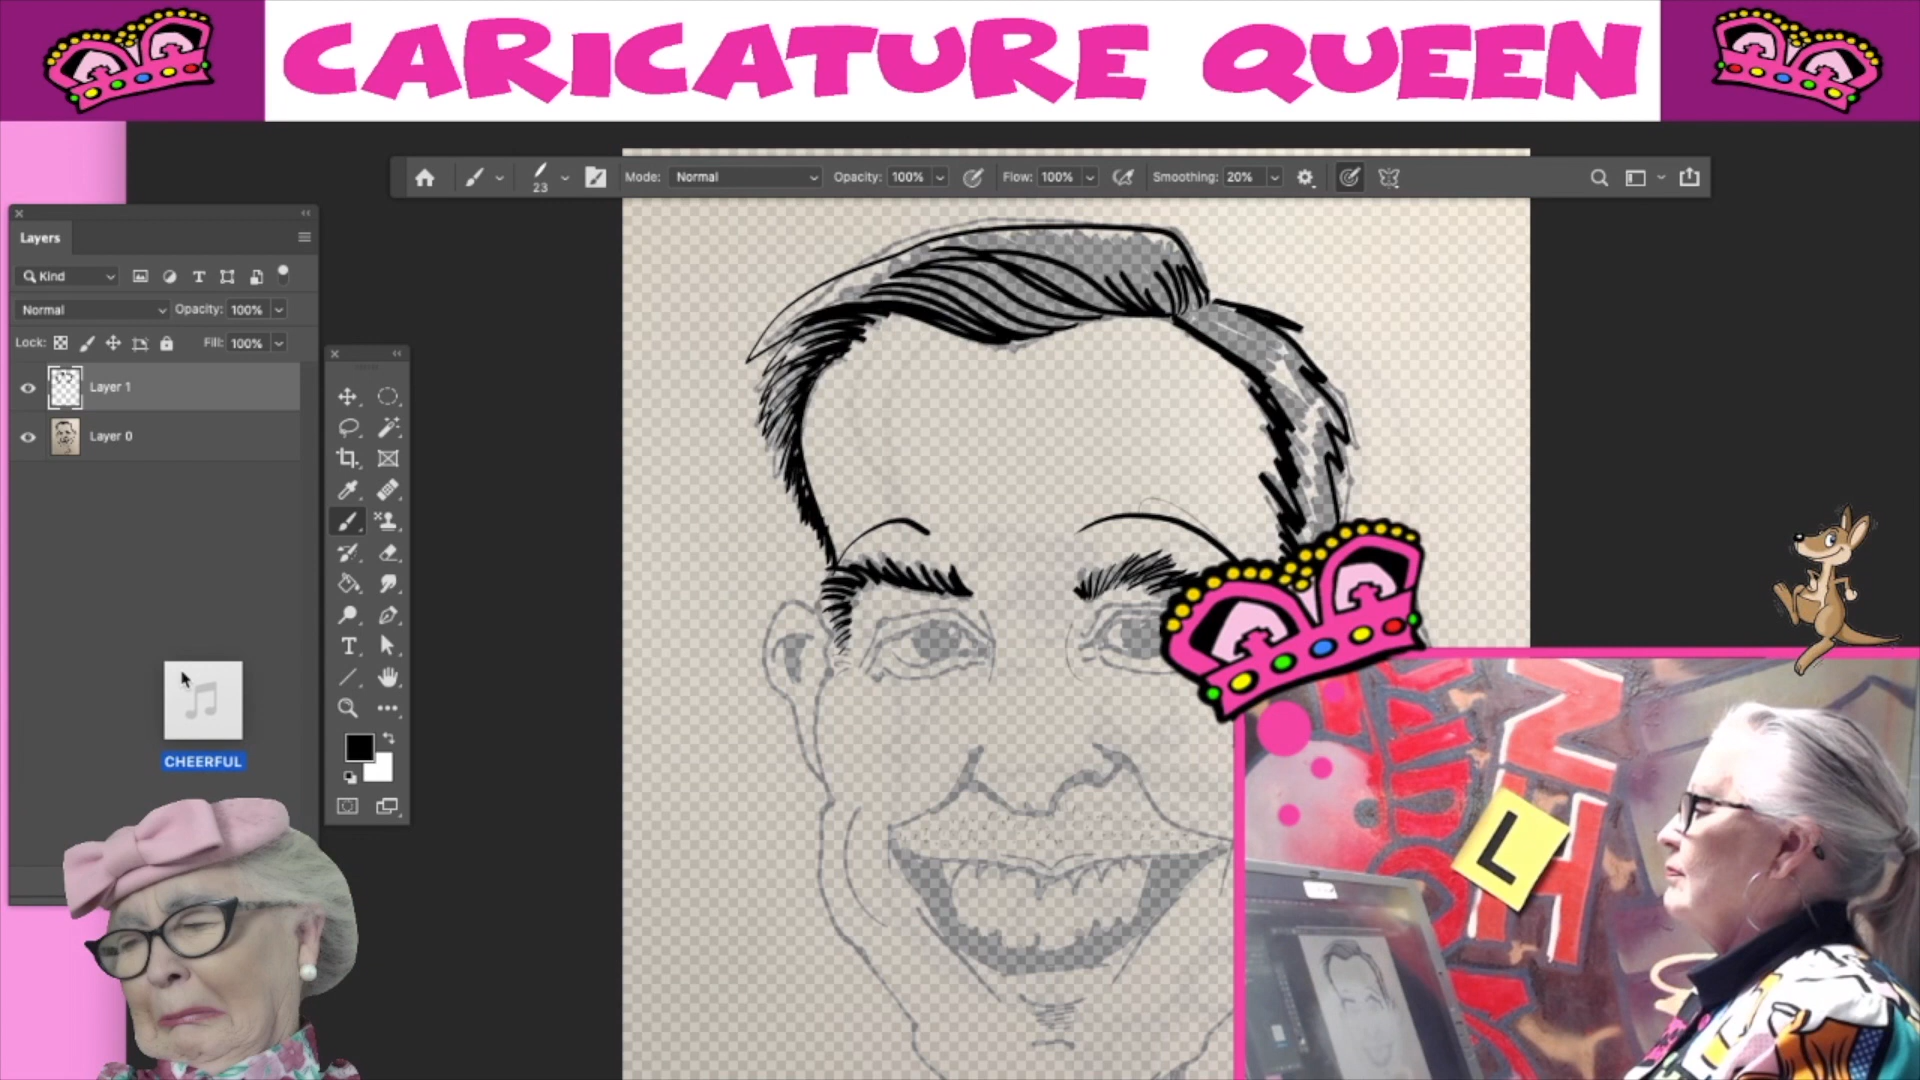 CARICATURE QUEEN
23
Mode: Normal Opacity: 100% Flow: 100% Smoothing: 20%
Layers
Kind
Normal Opacity: 100%
Lock: Fill: 100%
Layer 1
Layer 0
CHEERFUL
L